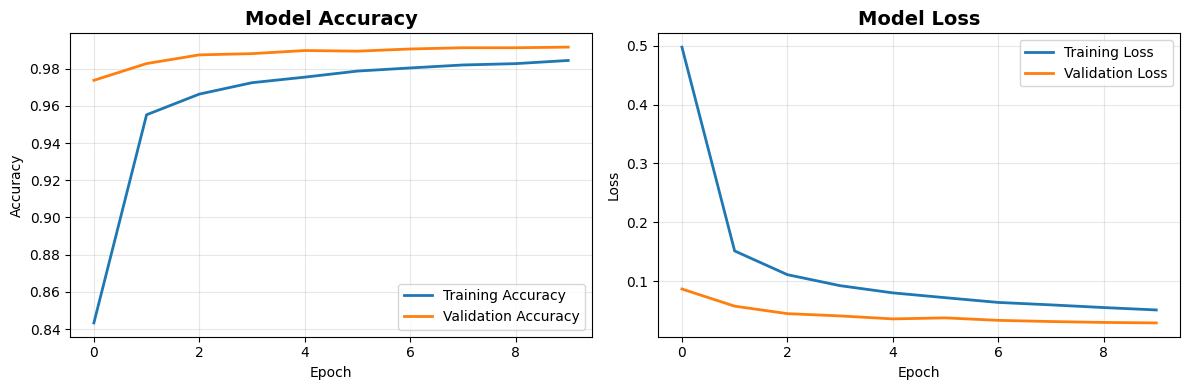 Model Accuracy
Accuracy
0.98
0.96
0.94
0.92
0.90
0.88
0.86
0.84
Training Accuracy
Validation Accuracy
0 2 4 6 8
Epoch
Model Loss
Loss
0.5
0.4
0.3
0.2
0.1
Training Loss
Validation Loss
0 2 4 6 8
Epoch